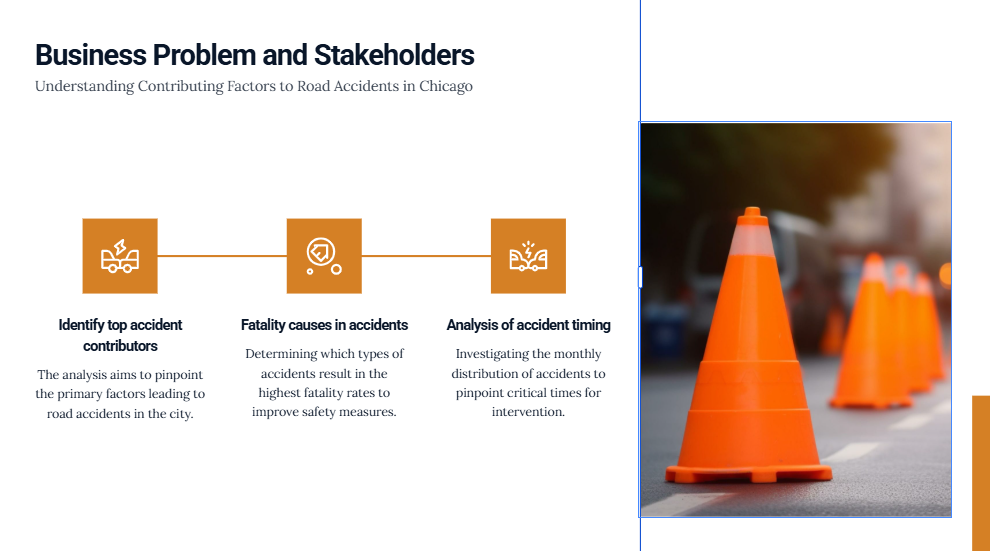 Business Problem and Stakeholders
Understanding Contributing Factors to Road Accidents in Chicago
Identify top accident
contributors
The analysis aims to pinpoint
the primary factors leading to
road accidents in the city.
Fatality causes in accidents
Determining which types of
accidents result in the
highest fatality rates to
improve safety measures.
Analysis of accident timing
Investigating the monthly
distribution of accidents to
pinpoint critical times for
intervention.